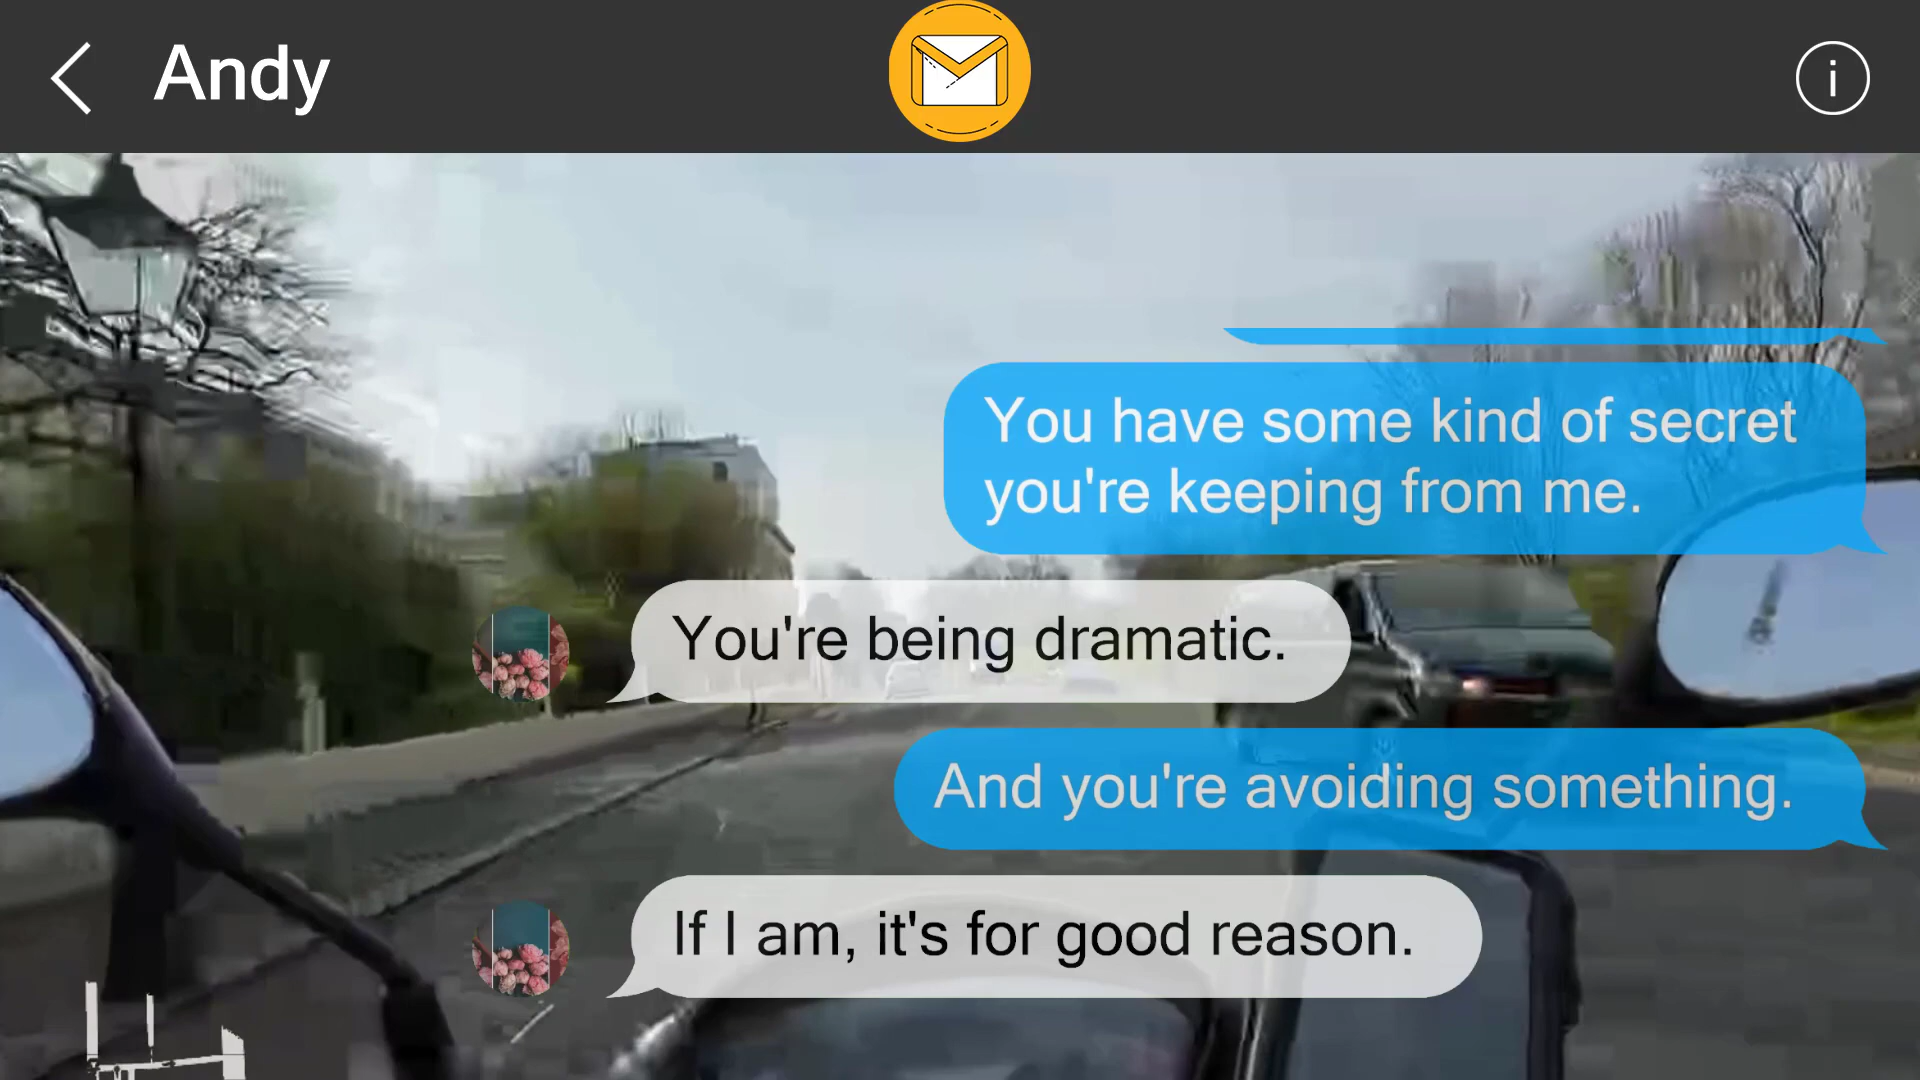 Andy
You have some kind of secret
you're keeping from me.
You're being dramatic.
And you're avoiding something.
If I am, it's for good reason.